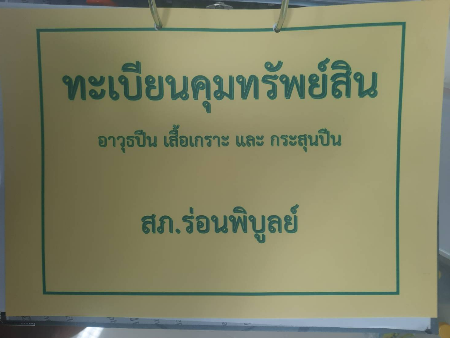 ทะเบียนคุมทรัพย์สิน
อาวุธปืน เสื้อเกราะ และ กระสุนปืน
สภ.ร่อนพิบูลย์